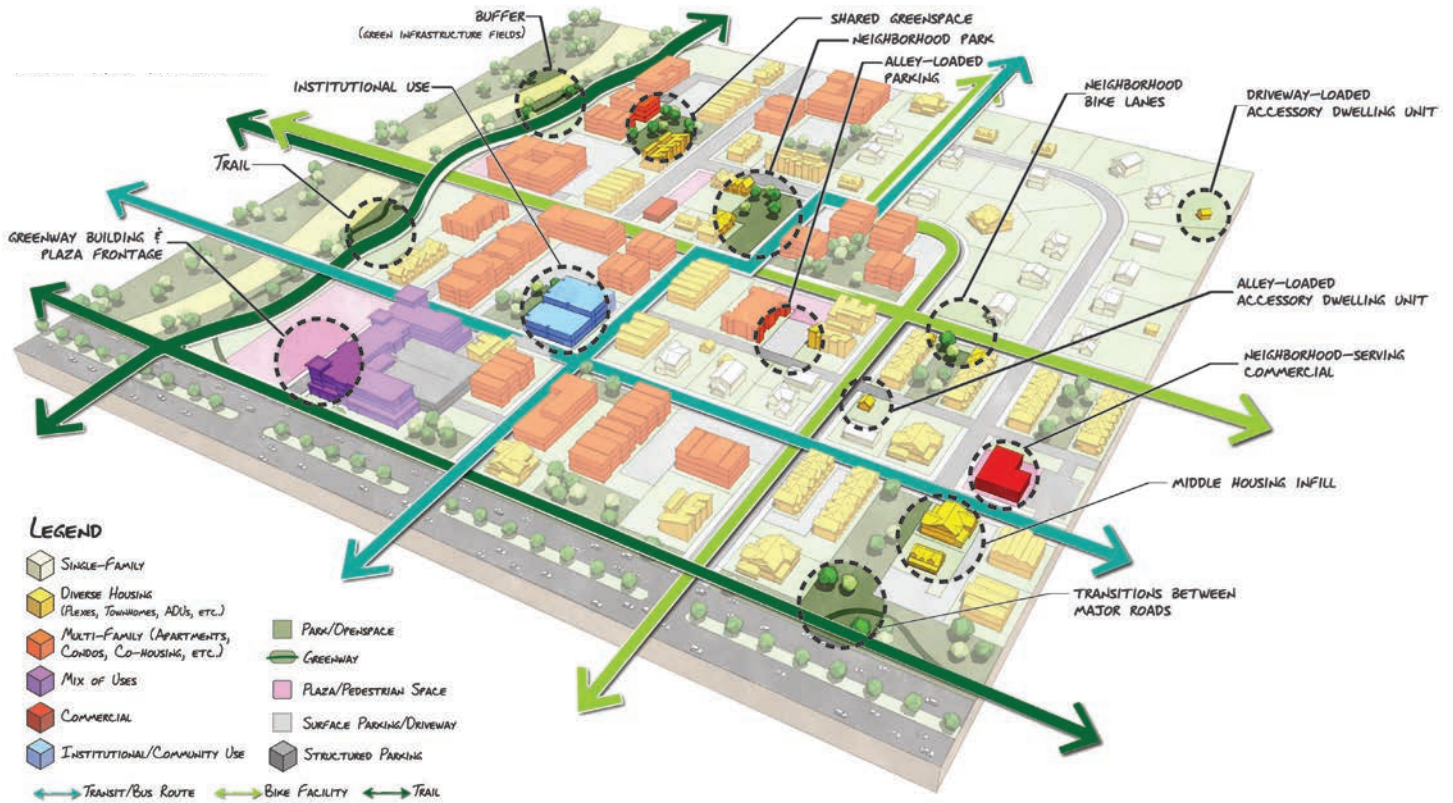 BUFFER
(GREEN INFRASTRUCTURE FIELDS)
SHARED GREENSPACE
NEIGHBORHOOD PARK
ALLEY-LOADED
PARKING
INSTITUTIONAL USE
NEIGHBORHOOD
BIKE LANES
DRIVEWAY-LOADED
ACCESSORY DWELLING UNIT
TRAIL
GREENWAY BUILDING &
PLAZA FRONTAGE
ALLEY-LOADED
ACCESSORY DWELLING UNIT
NEIGHBORHOOD-SERVING
COMMERCIAL
MIDDLE HOUSING INFILL
TRANSITIONS BETWEEN
MAJOR ROADS
LEGEND
SINGLE-FAMILY
DIVERSE HOUSING
(PLEXES, TOWNHOMES, ADUS, ETC.)
MULTI-FAMILY (APARTMENTS,
CONDOS, CO-HOUSING, ETC.)
MIX OF USES
COMMERCIAL
INSTITUTIONAL/COMMUNITY USE
PARK/OPENSPACE
GREENWAY
PLAZA/PEDESTRIAN SPACE
SURFACE PARKING/DRIVEWAY
STRUCTURED PARKING
TRANSIT/BUS ROUTE
BIKE FACILITY
TRAIL